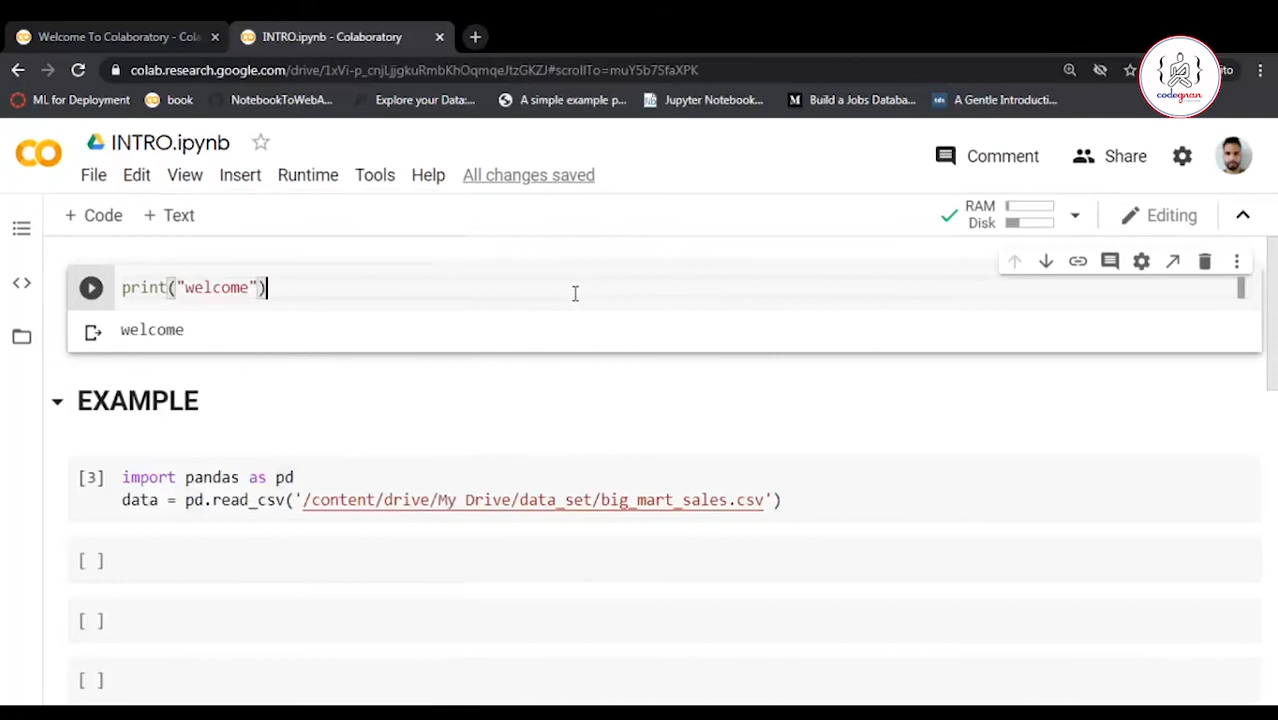 Welcome To Colaboratory - Cola
INTRO.ipynb - Colaboratory
colab.research.google.com/drive/1xVi-p_cnjLjjgkuRmbKhOqmqeJtzGKZJ#scrollTo=muY5b7SfaXPK
ML for Deployment
book
NotebookToWebA...
Explore your Data:...
A simple example p...
Jupyter Notebook...
Build a Jobs Databa...
tds A Gentle Introducti...
codegnan
INTRO.ipynb
Comment
Share
File Edit View Insert Runtime Tools Help All changes saved
+ Code + Text
RAM
Disk
Editing
print("welcome")
welcome
EXAMPLE
[3] import pandas as pd
data = pd.read_csv('/content/drive/My Drive/data_set/big_mart_sales.csv')
[ ]
[ ]
[ ]